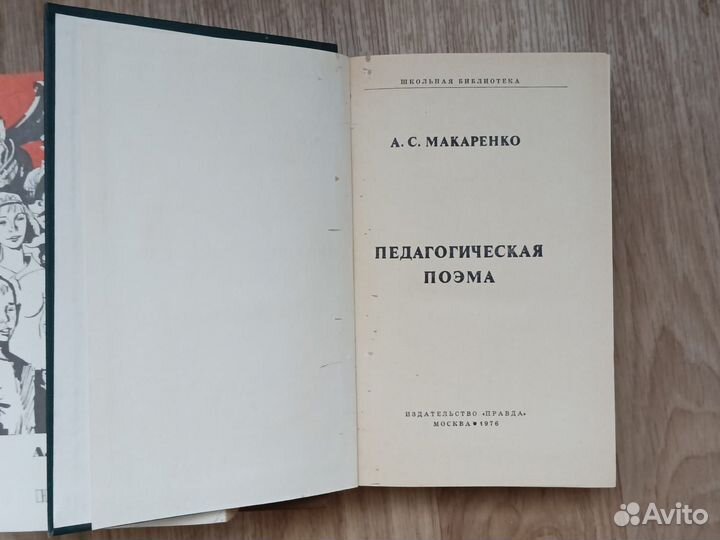 ШКОЛЬНАЯ БИБЛИОТЕКА
А. С. МАКАРЕНКО
ПЕДАГОГИЧЕСКАЯ
ПОЭМА
ИЗДАТЕЛЬСТВО «ПРАВДА»
МОСКВА • 1976
Avito